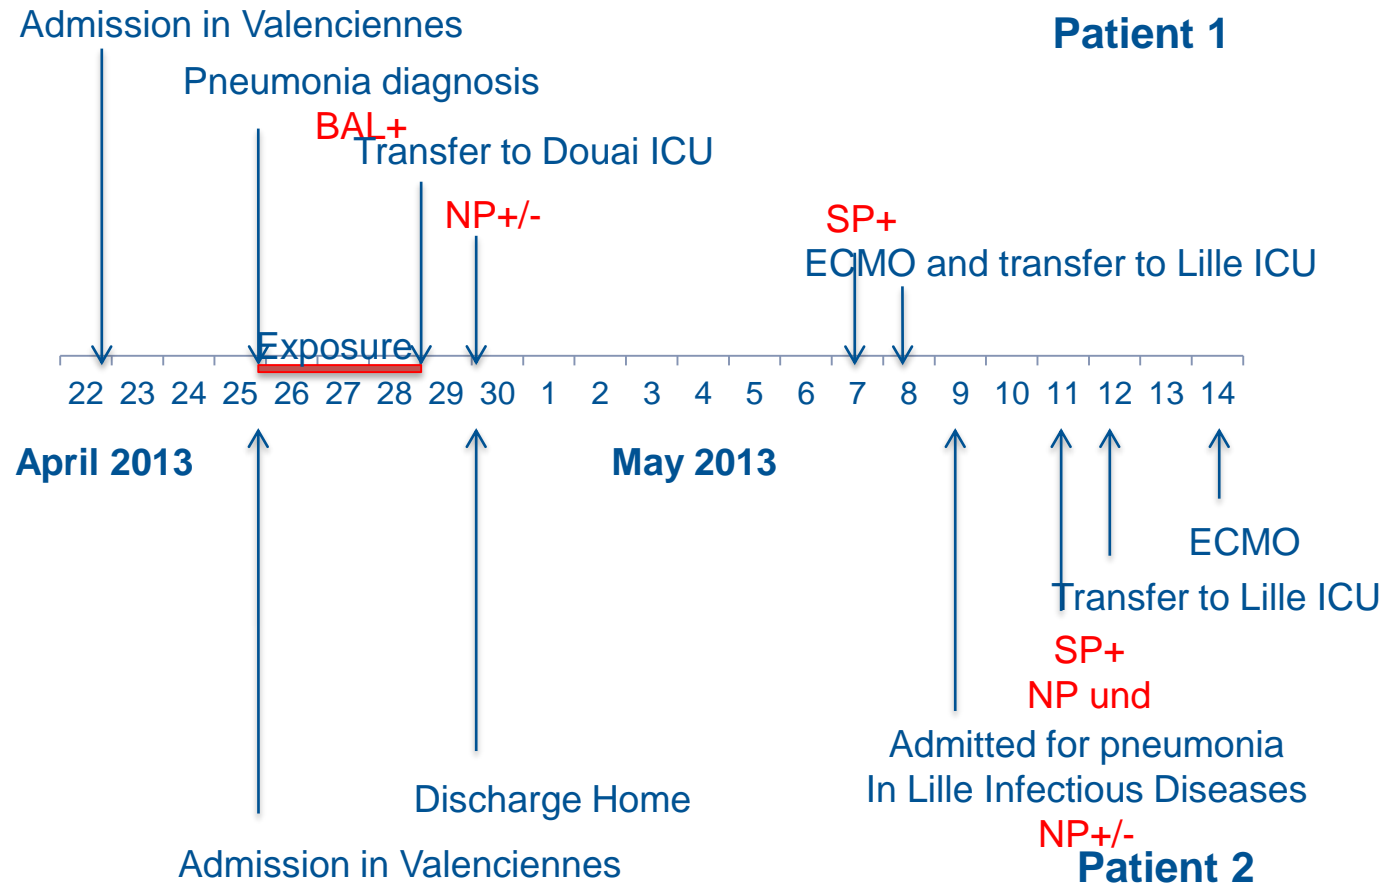 Admission in Valenciennes
Patient 1
Pneumonia diagnosis
BAL+
Transfer to Douai ICU
NP+/-
SP+
ECMO and transfer to Lille ICU
Exposure
22 23 24 25 26 27 28 29 30 1 2 3 4 5 6 7 8 9 10 11 12 13 14
April 2013
May 2013
ECMO
Transfer to Lille ICU
SP+
NP und
Admitted for pneumonia
In Lille Infectious Diseases
NP+/-
Discharge Home
Admission in Valenciennes
Patient 2